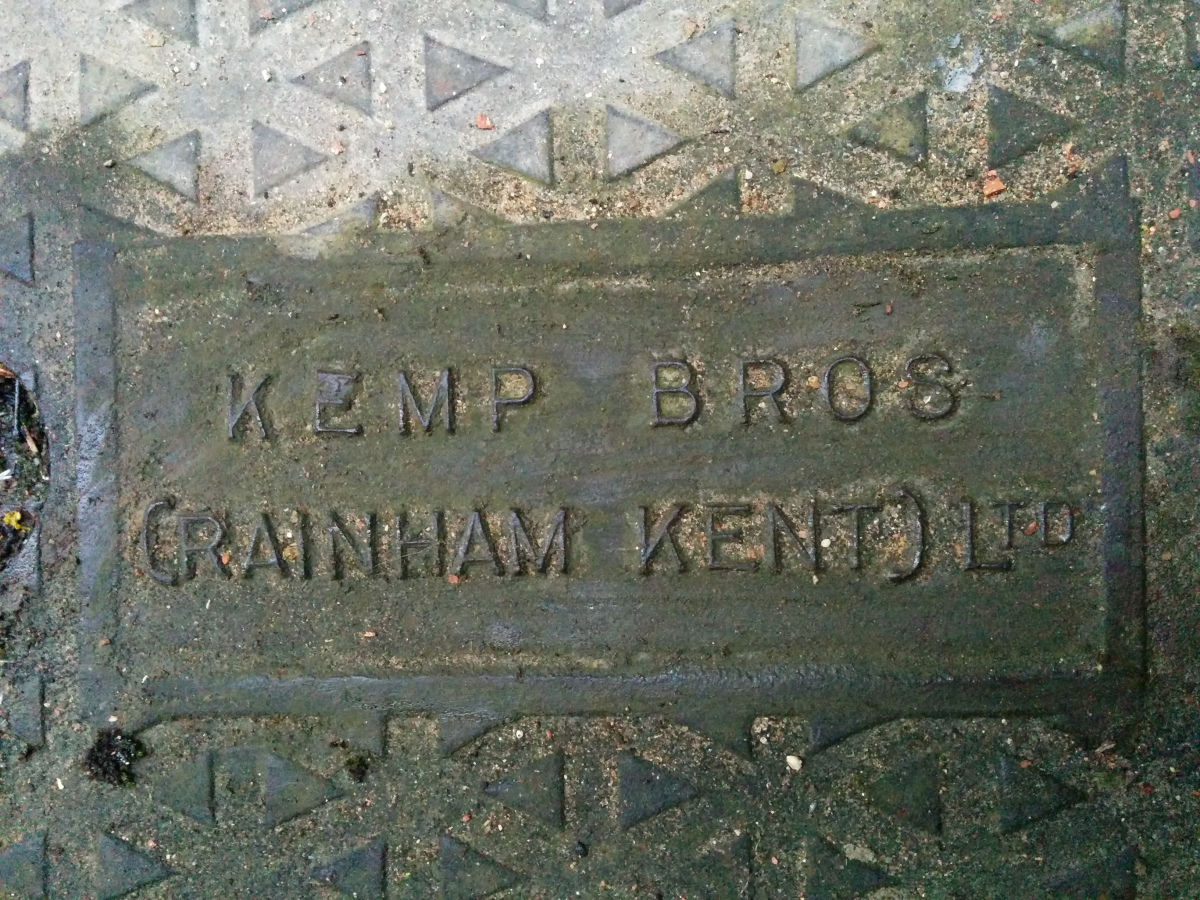 KEMP BROS
(RAINHAM KENT) LTD